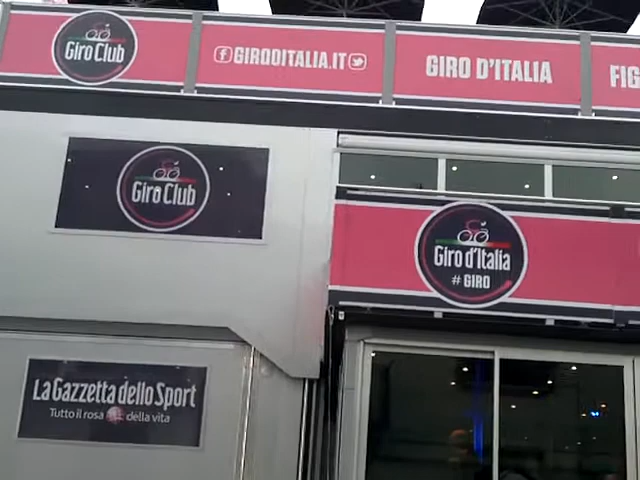 Giro Club
GIRODITALIA.IT
GIRO D'ITALIA
FIG
Giro Club
Giro d'Italia
# GIRO
La Gazzetta dello Sport
Tutto il rosa della vita